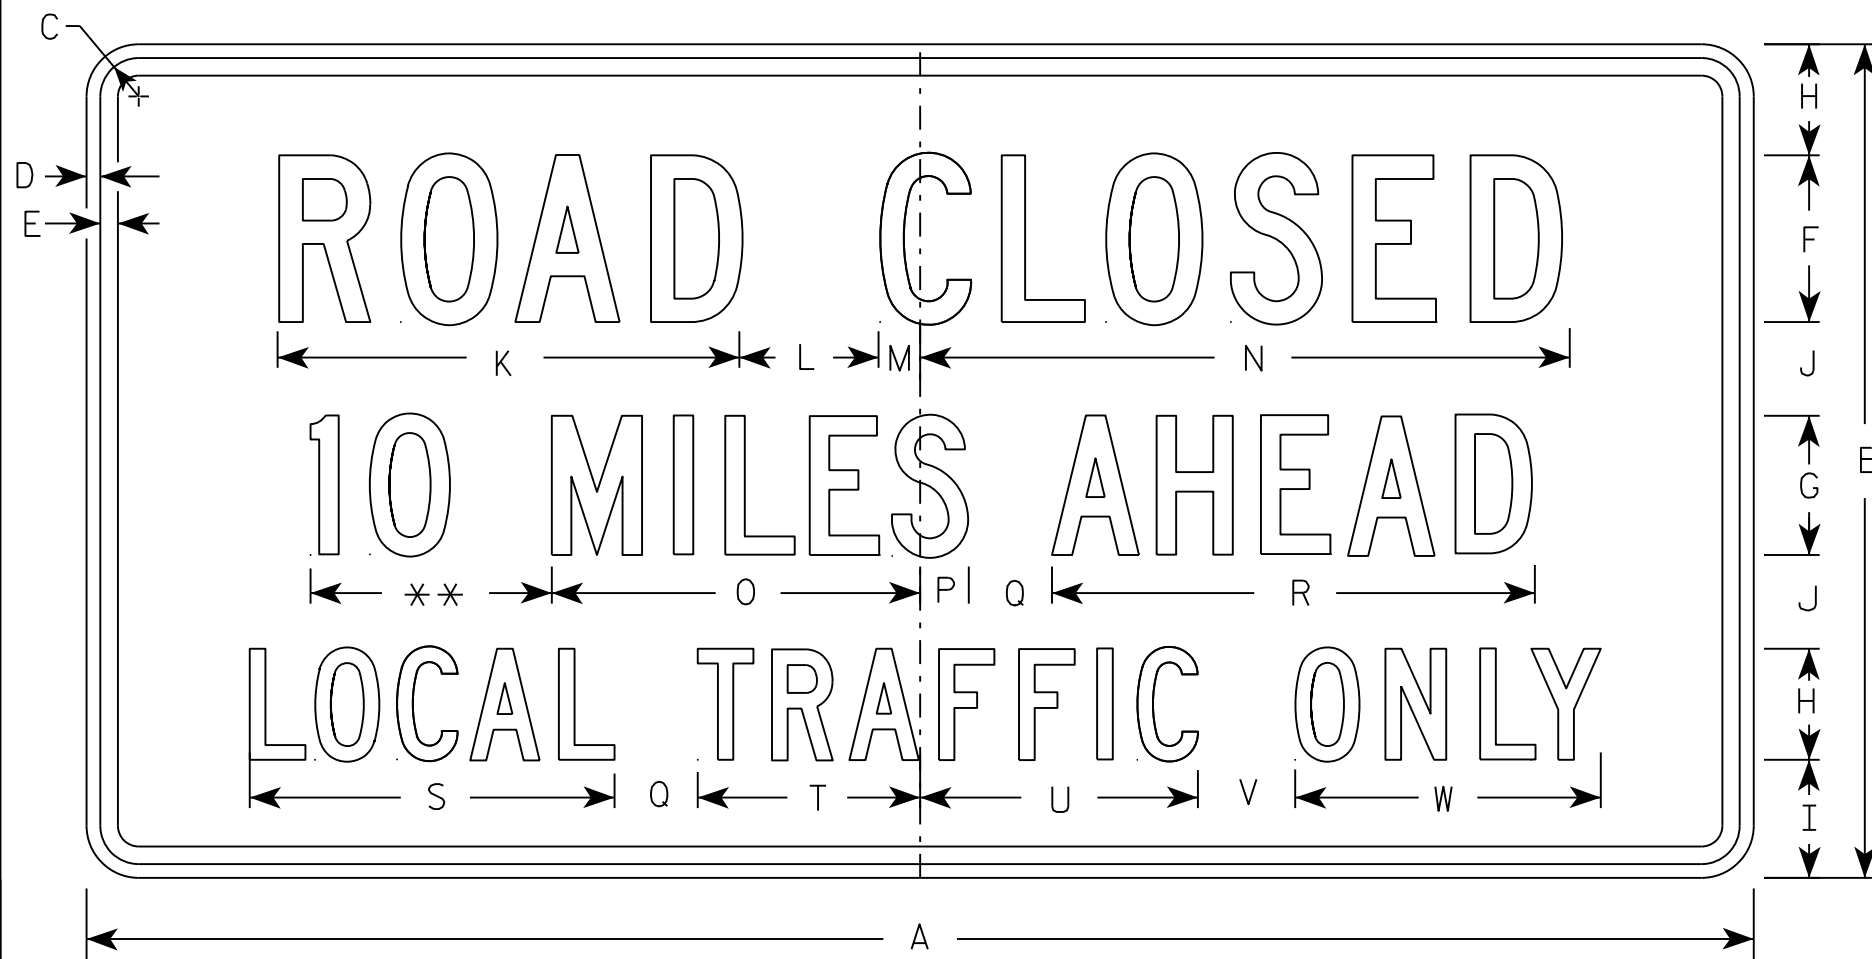 C
H
D
E
ROAD CLOSED
F
K L M N
J
10 MILES AHEAD
G
** O P Q R
J
LOCAL TRAFFIC ONLY
H
S Q T U V W
I
A